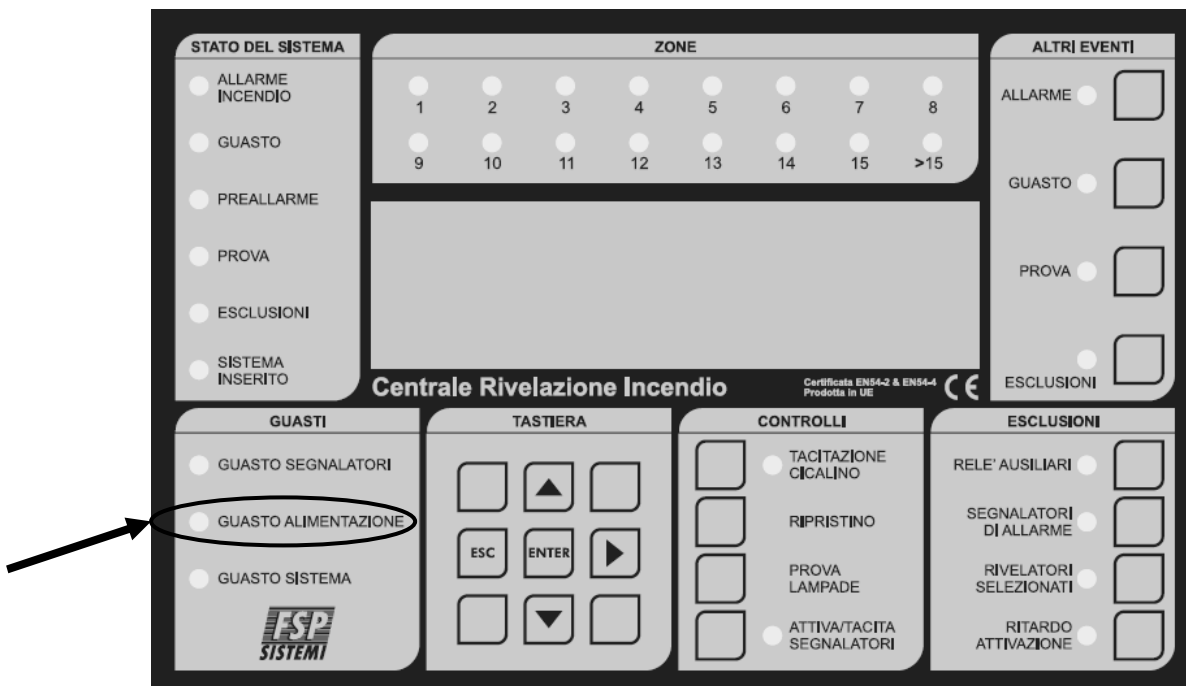 STATO DEL SISTEMA
ALLARME
INCENDIO
GUASTO
PREALLARME
PROVA
ESCLUSIONI
SISTEMA
INSERITO
ZONE
1 2 3 4 5 6 7 8
9 10 11 12 13 14 15 >15
ALTRI EVENTI
ALLARME
GUASTO
PROVA
ESCLUSIONI
Centrale Rivelazione Incendio
Certificata EN54-2 & EN54-4
Prodotta in UE
CE
GUASTI
GUASTO SEGNALATORI
GUASTO ALIMENTAZIONE
GUASTO SISTEMA
FSP
SISTEMI
TASTIERA
ESC ENTER
CONTROLLI
TACITAZIONE
CICALINO
RIPRISTINO
PROVA
LAMPADE
ATTIVA/TACITA
SEGNALATORI
ESCLUSIONI
RELE' AUSILIARI
SEGNALATORI
DI ALLARME
RIVELATORI
SELEZIONATI
RITARDO
ATTIVAZIONE